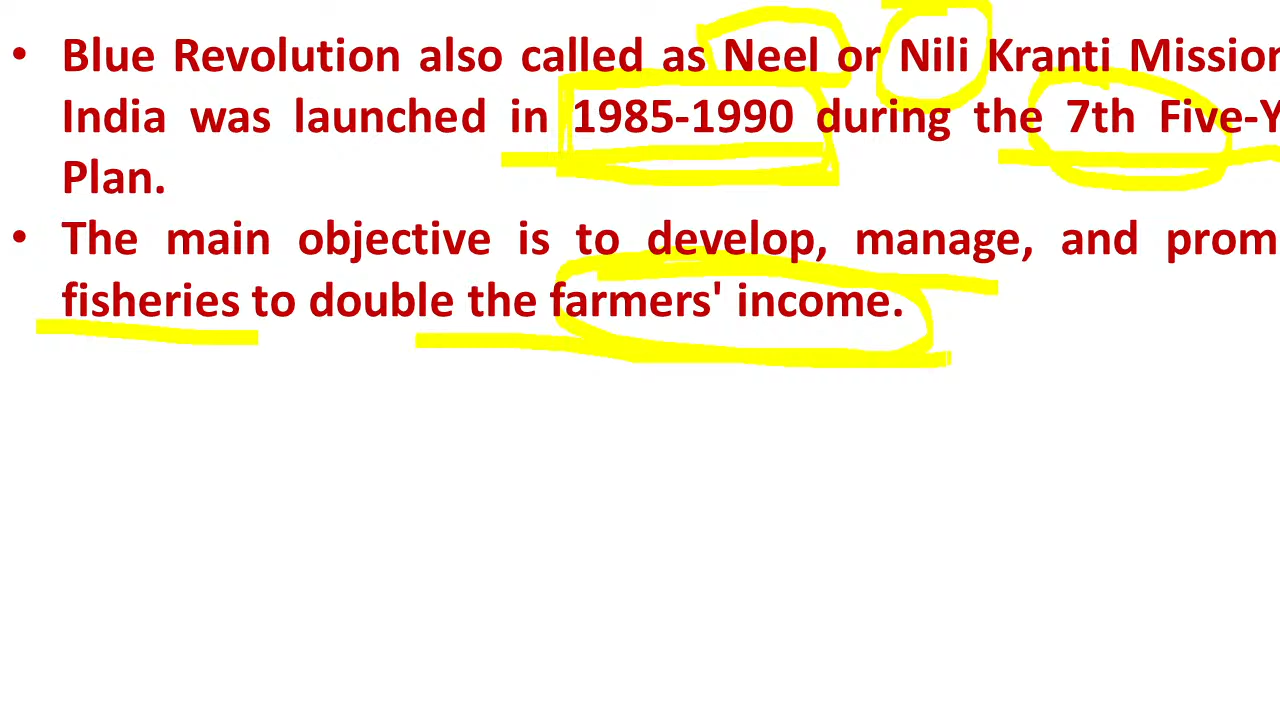 • Blue Revolution also called as Neel or Nili Kranti Mission
India was launched in 1985-1990 during the 7th Five-Y
Plan.
• The main objective is to develop, manage, and prom
fisheries to double the farmers' income.